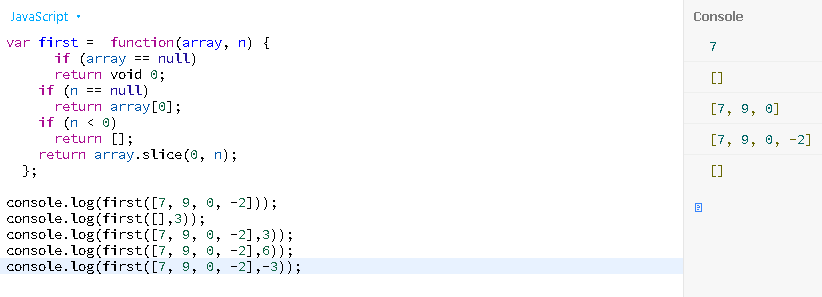 JavaScript
var first =  function(array, n) {
      if (array == null)
      return void 0;
    if (n == null)
      return array[0];
    if (n < 0)
      return [];
    return array.slice(0, n);
  };
console.log(first([7, 9, 0, -2]));
console.log(first([],3));
console.log(first([7, 9, 0, -2],3));
console.log(first([7, 9, 0, -2],6));
console.log(first([7, 9, 0, -2],-3));
Console
7
[]
[7, 9, 0]
[7, 9, 0, -2]
[]